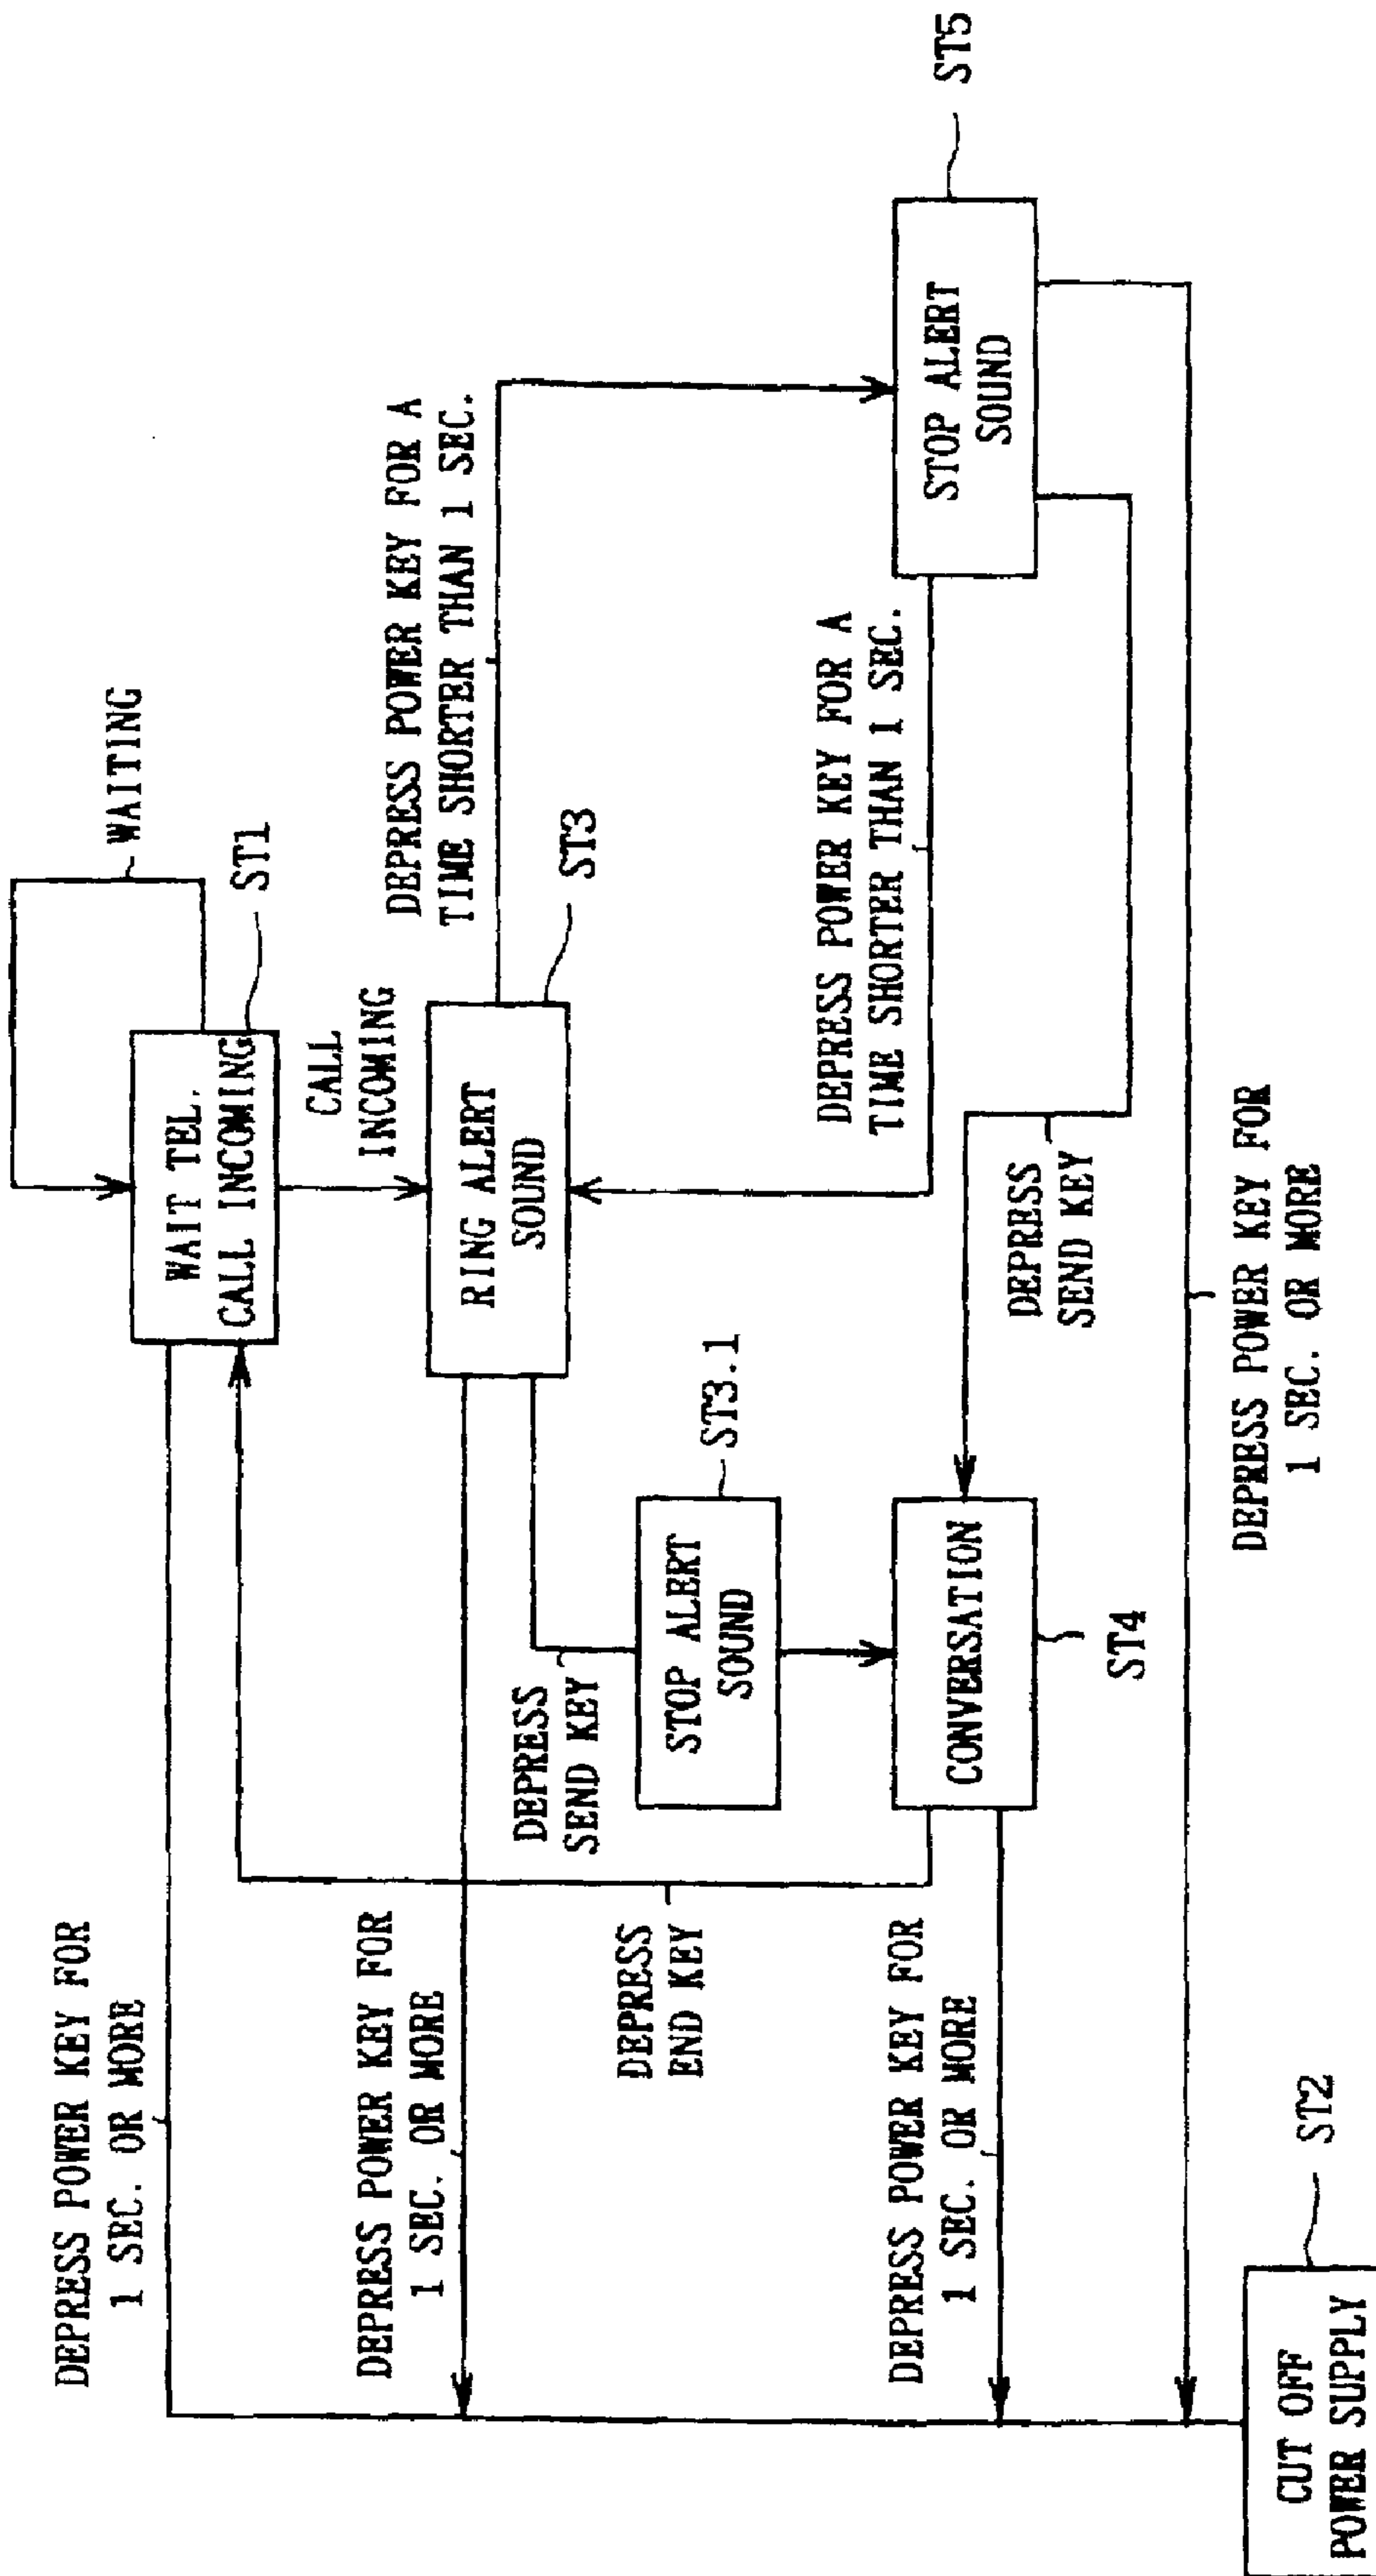 WAITING
WAIT TEL.
CALL INCOMING
ST1
CALL
INCOMING
DEPRESS POWER KEY FOR
1 SEC. OR MORE
DEPRESS POWER KEY FOR A
TIME SHORTER THAN 1 SEC.
RING ALERT
SOUND
ST3
DEPRESS POWER KEY FOR
1 SEC. OR MORE
DEPRESS
SEND KEY
STOP ALERT
SOUND
ST3.1
DEPRESS
END KEY
DEPRESS POWER KEY FOR A
TIME SHORTER THAN 1 SEC.
STOP ALERT
SOUND
ST5
CONVERSATION
ST4
DEPRESS
SEND KEY
DEPRESS POWER KEY FOR
1 SEC. OR MORE
DEPRESS POWER KEY FOR
1 SEC. OR MORE
CUT OFF
POWER SUPPLY
ST2